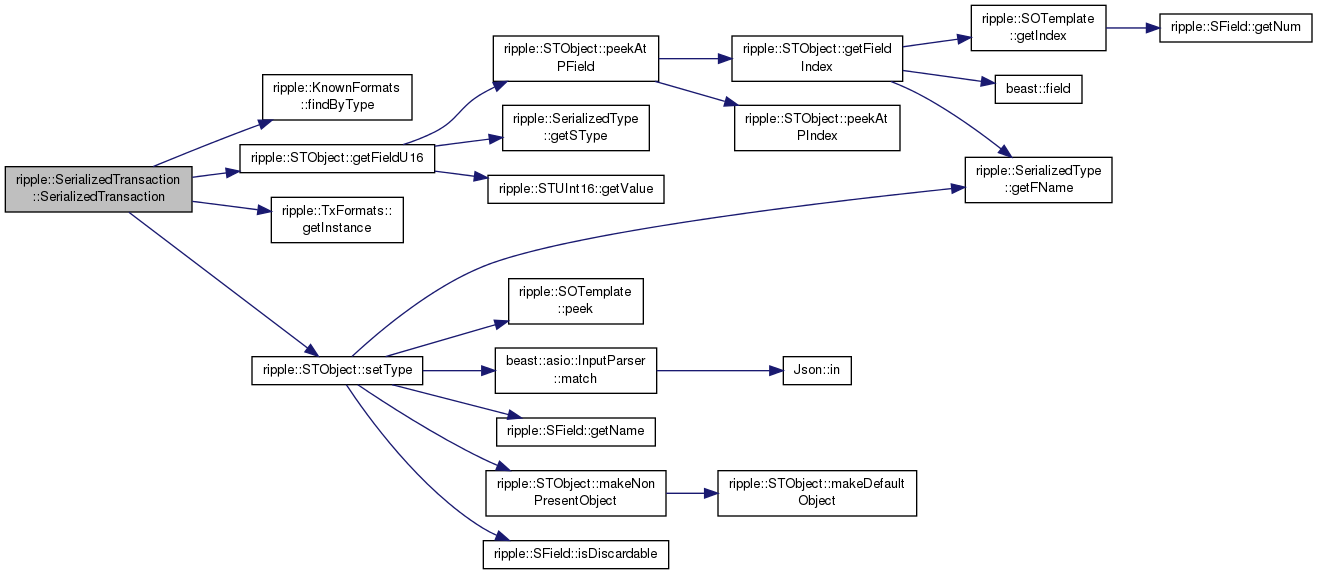 ripple::SerializedTransaction
::SerializedTransaction
ripple::KnownFormats
::findByType
ripple::STObject::getFieldU16
ripple::TxFormats::
getInstance
ripple::STObject::setType
ripple::STObject::peekAt
PField
ripple::SerializedType
::getSType
ripple::STUInt16::getValue
ripple::STObject::getField
Index
ripple::STObject::peekAt
PIndex
ripple::SOTemplate
::getIndex
ripple::SField::getNum
beast::field
ripple::SerializedType
::getFName
ripple::SOTemplate
::peek
beast::asio::InputParser
::match
Json::in
ripple::SField::getName
ripple::STObject::makeNon
PresentObject
ripple::STObject::makeDefault
Object
ripple::SField::isDiscardable